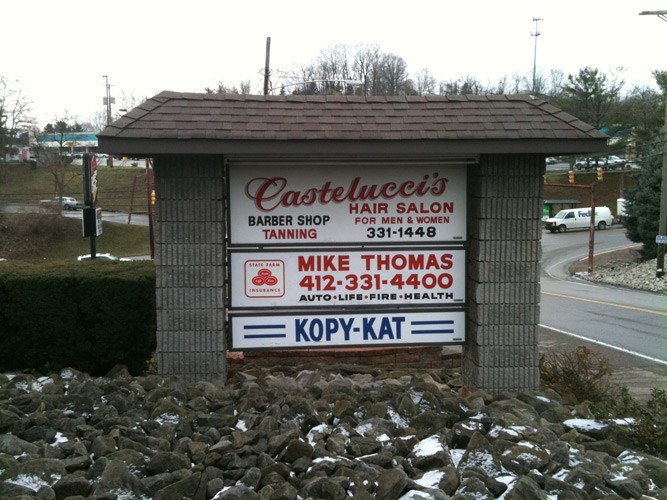 Castelucci's
HAIR SALON
BARBER SHOP FOR MEN & WOMEN
TANNING 331-1448
STATE FARM
INSURANCE
MIKE THOMAS
412-331-4400
AUTO • LIFE • FIRE • HEALTH
KOPY-KAT
Fed